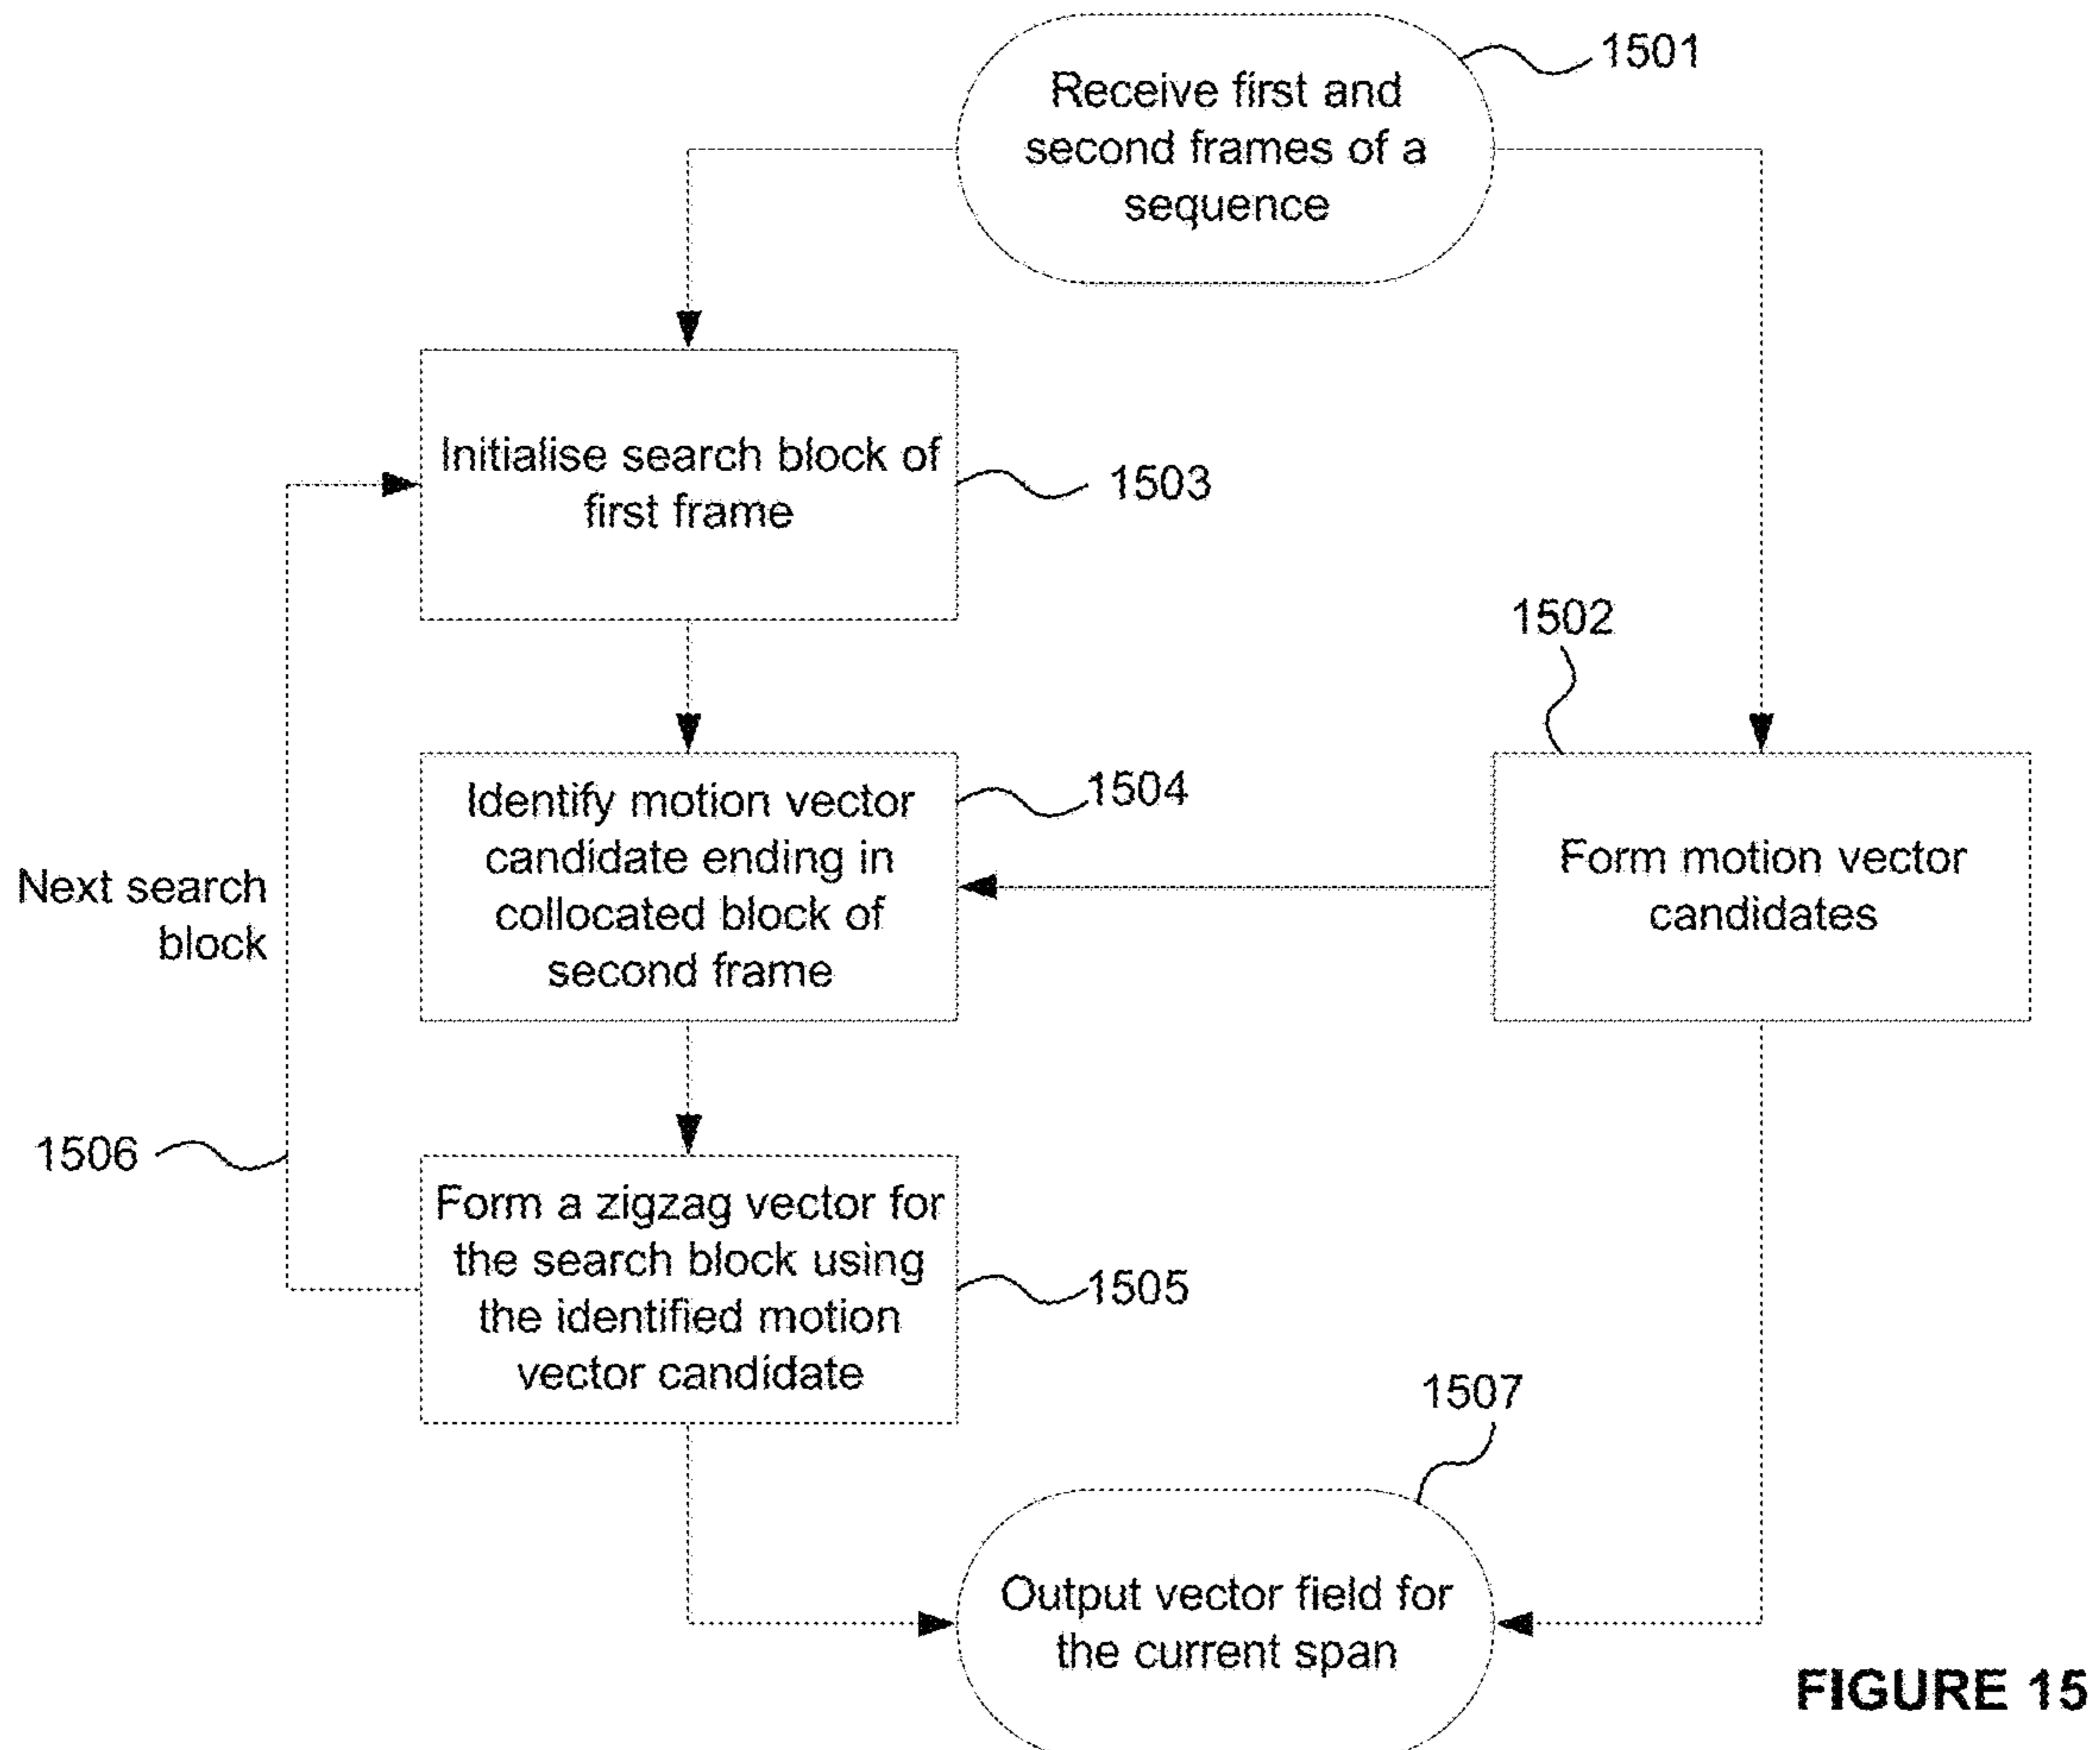 1501
Receive first and
second frames of a
sequence
Initialise search block of
first frame
1503
1502
Identify motion vector
candidate ending in
collocated block of
second frame
1504
Form motion vector
candidates
Next search
block
1506
Form a zigzag vector for
the search block using
the identified motion
vector candidate
1505
1507
Output vector field for
the current span
FIGURE 15